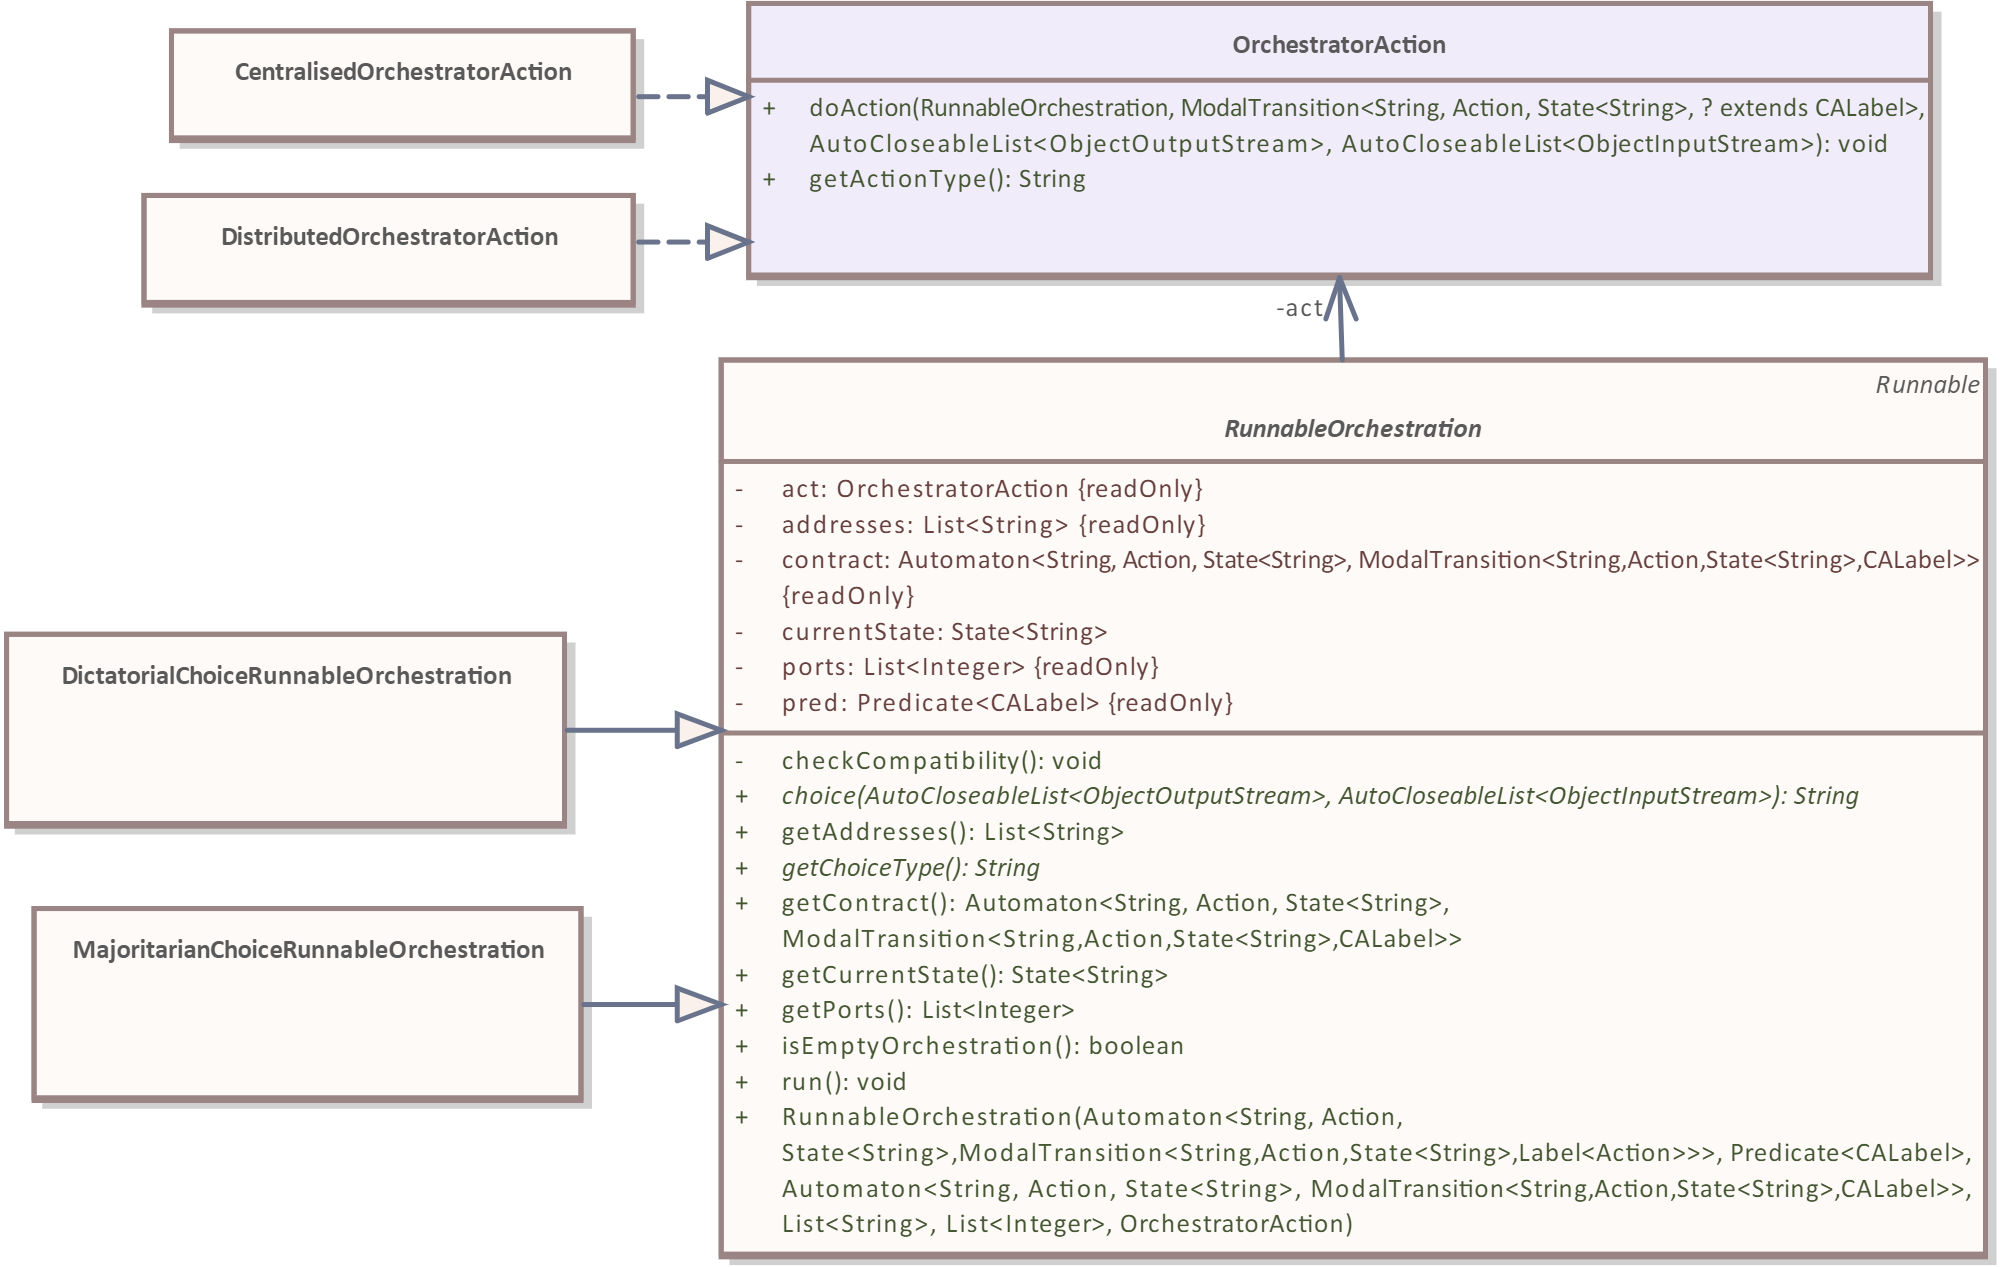 CentralisedOrchestratorAction
DistributedOrchestratorAction
OrchestratorAction
+ doAction(RunnableOrchestration, ModalTransition<String, Action, State<String>, ? extends CALabel>,
AutoCloseableList<ObjectOutputStream>, AutoCloseableList<ObjectInputStream>): void
+ getActionType(): String
-act
Runnable
RunnableOrchestration
- act: OrchestratorAction {readOnly}
- addresses: List<String> {readOnly}
- contract: Automaton<String, Action, State<String>, ModalTransition<String,Action,State<String>,CALabel>>
{readOnly}
- currentState: State<String>
- ports: List<Integer> {readOnly}
- pred: Predicate<CALabel> {readOnly}
- checkCompatibility(): void
+ choice(AutoCloseableList<ObjectOutputStream>, AutoCloseableList<ObjectInputStream>): String
+ getAddresses(): List<String>
+ getChoiceType(): String
+ getContract(): Automaton<String, Action, State<String>,
ModalTransition<String,Action,State<String>,CALabel>>
+ getCurrentState(): State<String>
+ getPorts(): List<Integer>
+ isEmptyOrchestration(): boolean
+ run(): void
+ RunnableOrchestration(Automaton<String, Action,
State<String>,ModalTransition<String,Action,State<String>,Label<Action>>>, Predicate<CALabel>,
Automaton<String, Action, State<String>, ModalTransition<String,Action,State<String>,CALabel>>,
List<String>, List<Integer>, OrchestratorAction)
DictatorialChoiceRunnableOrchestration
MajoritarianChoiceRunnableOrchestration